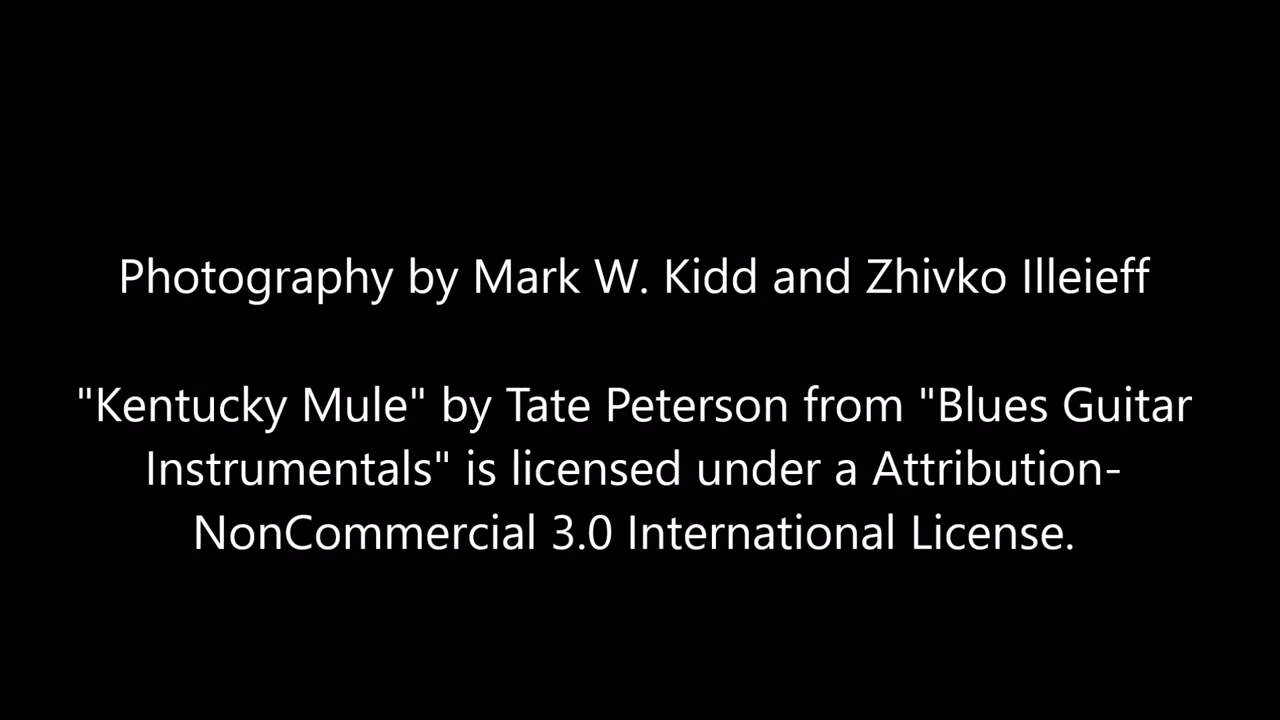 Photography by Mark W. Kidd and Zhivko Illeieff
"Kentucky Mule" by Tate Peterson from "Blues Guitar
Instrumentals" is licensed under a Attribution-
NonCommercial 3.0 International License.